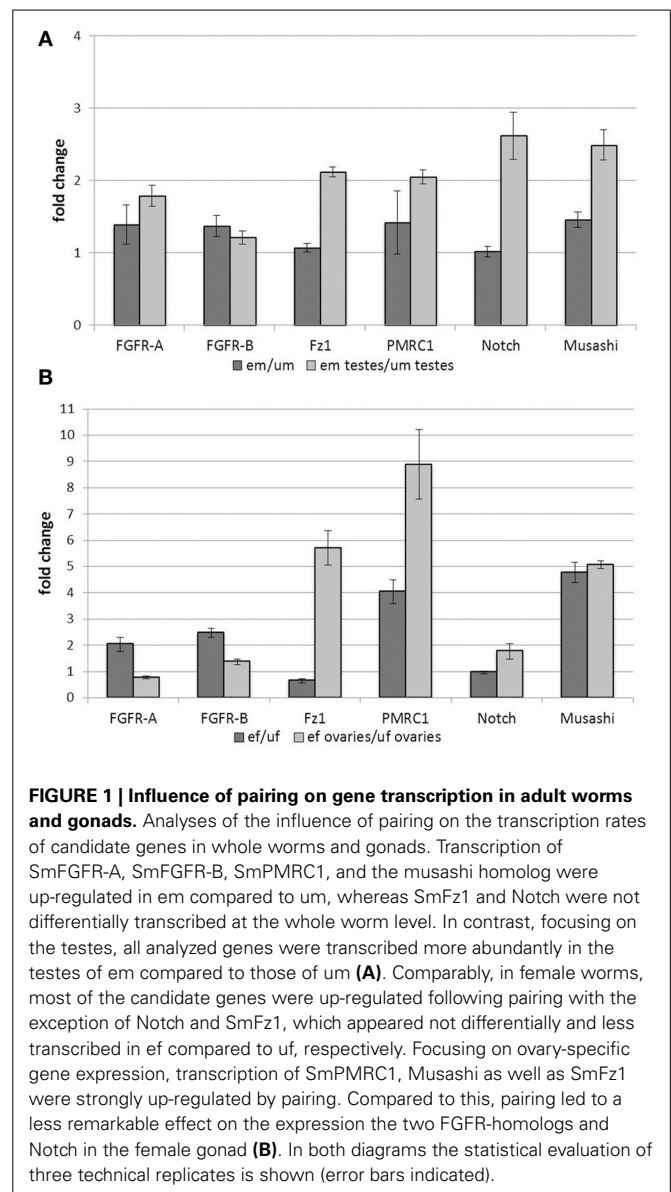 A
4
3
2
1
0
fold change
FGFR-A FGFR-B Fz1 PMRC1 Notch Musashi
em/um em testes/um testes
B
11
10
9
8
7
6
5
4
3
2
1
0
fold change
FGFR-A FGFR-B Fz1 PMRC1 Notch Musashi
ef/uf ef ovaries/uf ovaries
FIGURE 1 | Influence of pairing on gene transcription in adult worms
and gonads. Analyses of the influence of pairing on the transcription rates
of candidate genes in whole worms and gonads. Transcription of
SmFGFR-A, SmFGFR-B, SmPMRC1, and the musashi homolog were
up-regulated in em compared to um, whereas SmFz1 and Notch were not
differentially transcribed at the whole worm level. In contrast, focusing on
the testes, all analyzed genes were transcribed more abundantly in the
testes of em compared to those of um (A). Comparably, in female worms,
most of the candidate genes were up-regulated following pairing with the
exception of Notch and SmFz1, which appeared not differentially and less
transcribed in ef compared to uf, respectively. Focusing on ovary-specific
gene expression, transcription of SmPMRC1, Musashi as well as SmFz1
were strongly up-regulated by pairing. Compared to this, pairing led to a
less remarkable effect on the expression the two FGFR-homologs and
Notch in the female gonad (B). In both diagrams the statistical evaluation of
three technical replicates is shown (error bars indicated).